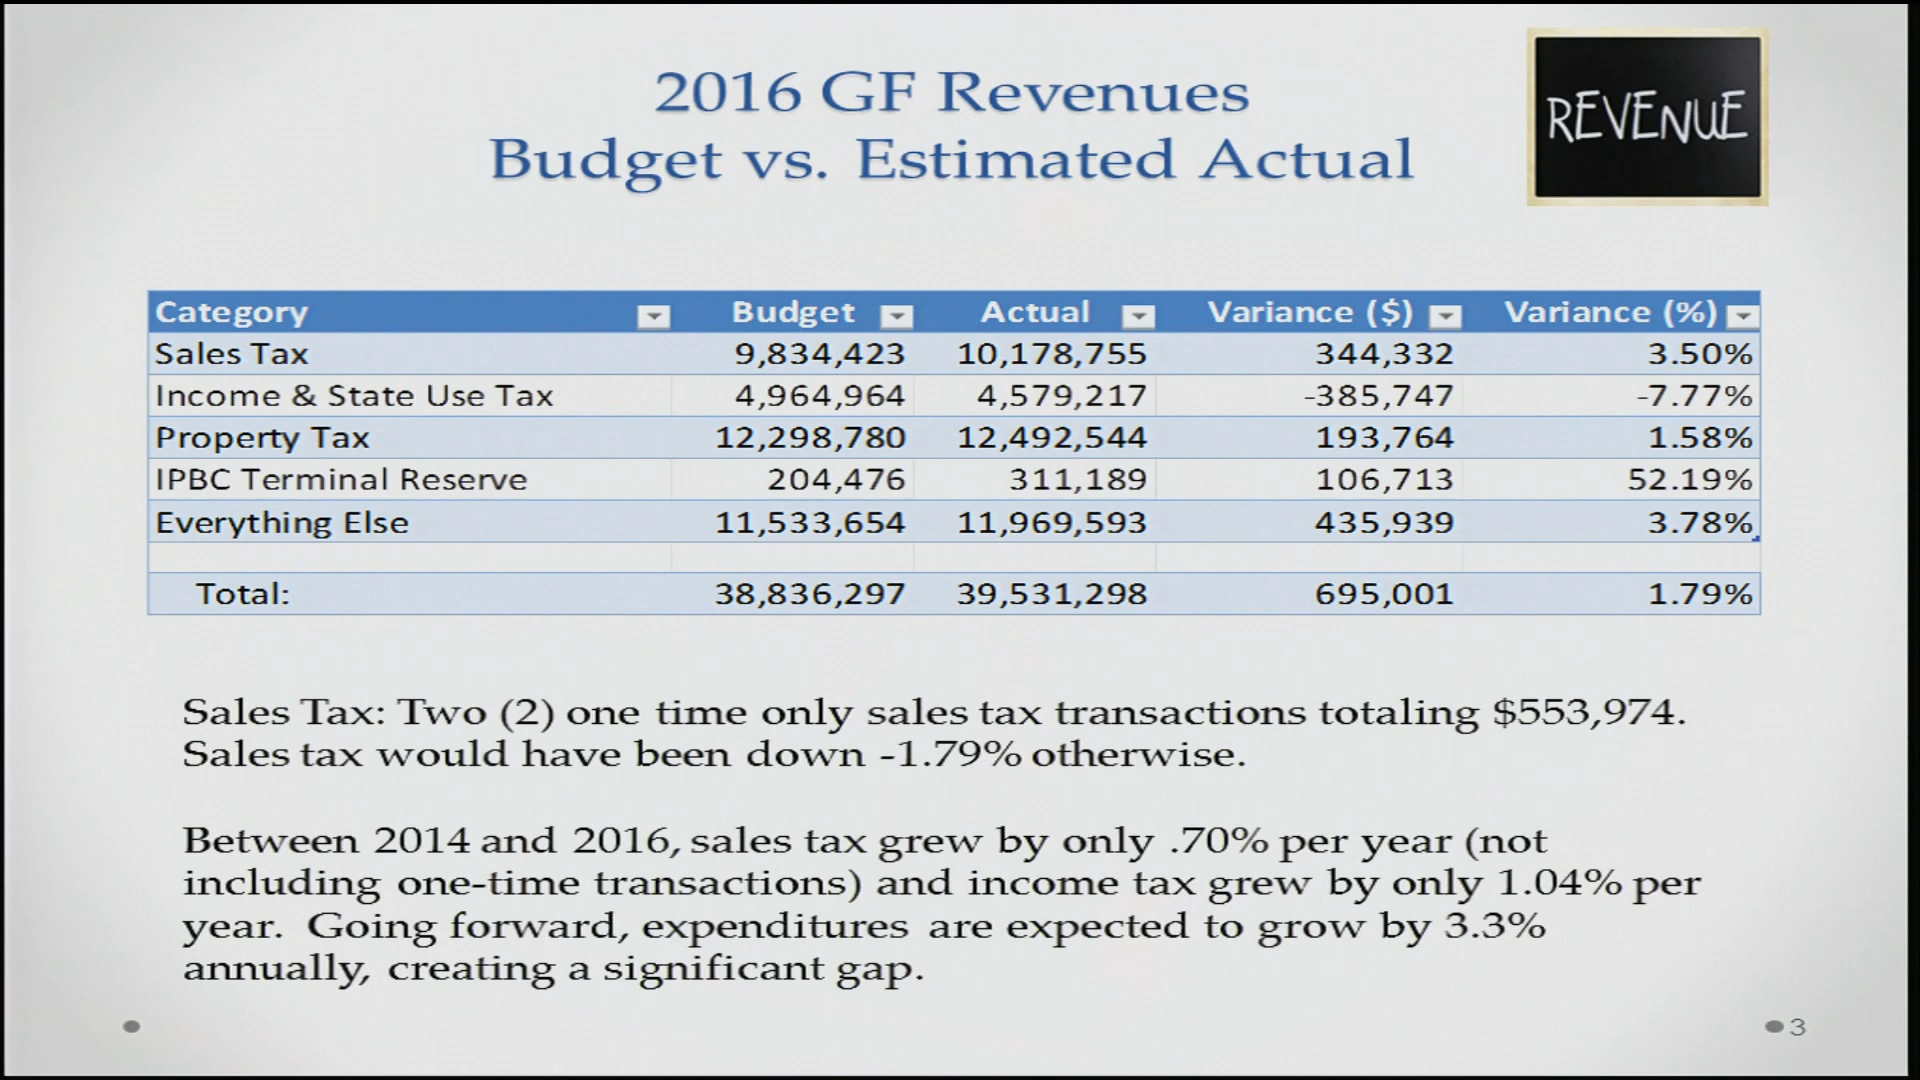 2016 GF Revenues
Budget vs. Estimated Actual
REVENUE
Category Budget Actual Variance ($) Variance (%)
Sales Tax 9,834,423 10,178,755 344,332 3.50%
Income & State Use Tax 4,964,964 4,579,217 -385,747 -7.77%
Property Tax 12,298,780 12,492,544 193,764 1.58%
IPBC Terminal Reserve 204,476 311,189 106,713 52.19%
Everything Else 11,533,654 11,969,593 435,939 3.78%
Total: 38,836,297 39,531,298 695,001 1.79%
Sales Tax: Two (2) one time only sales tax transactions totaling $553,974.
Sales tax would have been down -1.79% otherwise.
Between 2014 and 2016, sales tax grew by only .70% per year (not
including one-time transactions) and income tax grew by only 1.04% per
year. Going forward, expenditures are expected to grow by 3.3%
annually, creating a significant gap.
3